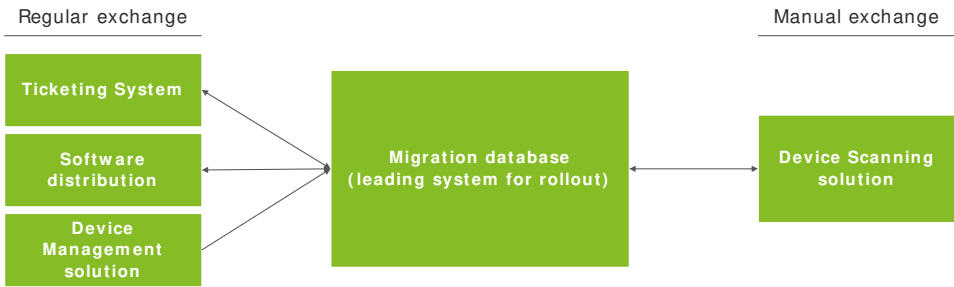 Regular exchange
Manual exchange
Ticketing System
Software
distribution
Device
Management
solution
Migration database
(leading system for rollout)
Device Scanning
solution